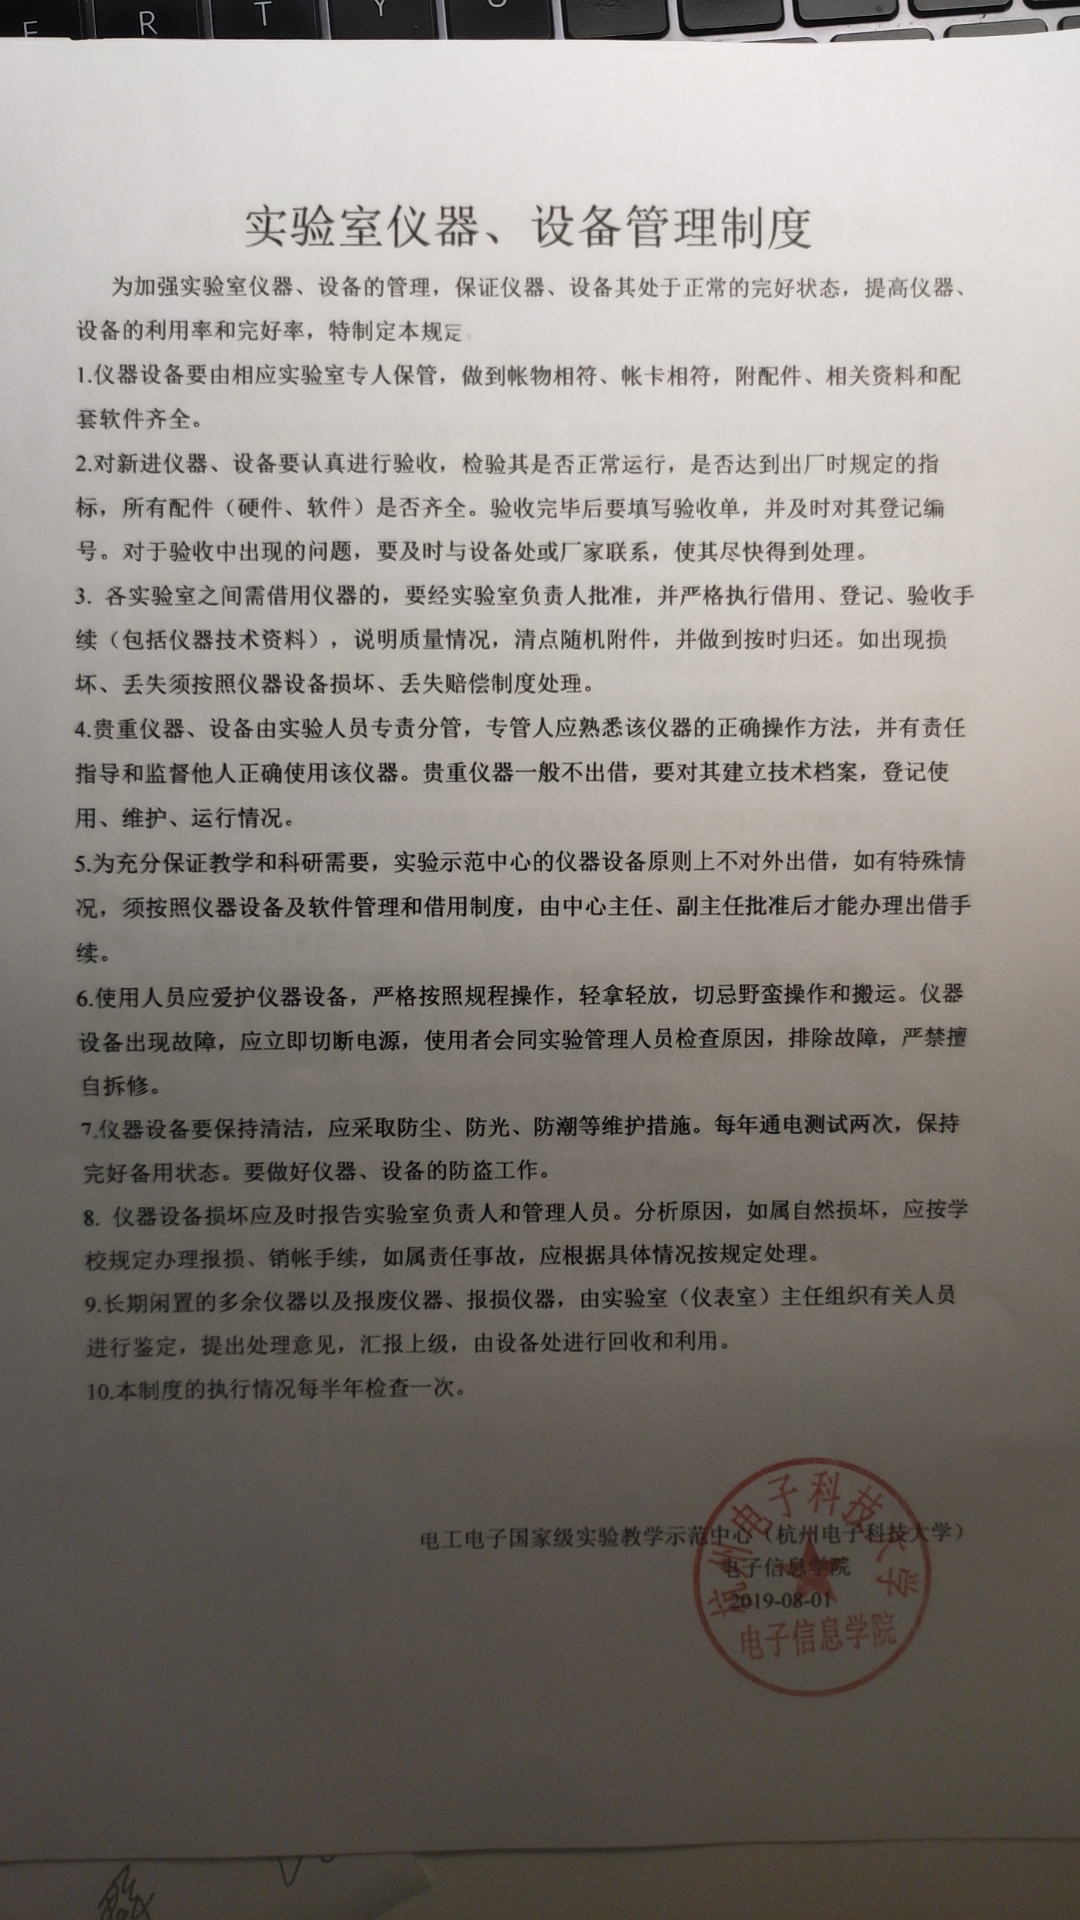 R
T
Y
实验室仪器、设备管理制度
为加强实验室仪器、设备的管理，保证仪器、设备其处于正常的完好状态，提高仪器、
设备的利用率和完好率，特制定本规定。
1.仪器设备要由相应实验室专人保管，做到帐物相符、帐卡相符，附配件、相关资料和配
套软件齐全。
2.对新进仪器、设备要认真进行验收，检验其是否正常运行，是否达到出厂时规定的指
标，所有配件（硬件、软件）是否齐全。验收完毕后要填写验收单，并及时对其登记编
号。对于验收中出现的问题，要及时与设备处或厂家联系，使其尽快得到处理。
3. 各实验室之间需借用仪器的，要经实验室负责人批准，并严格执行借用、登记、验收手
续（包括仪器技术资料），说明质量情况，清点随机附件，并做到按时归还。如出现损
坏、丢失须按照仪器设备损坏、丢失赔偿制度处理。
4.贵重仪器、设备由实验人员专责分管，专管人应熟悉该仪器的正确操作方法，并有责任
指导和监督他人正确使用该仪器。贵重仪器一般不出借，要对其建立技术档案，登记使
用、维护、运行情况。
5.为充分保证教学和科研需要，实验示范中心的仪器设备原则上不对外出借，如有特殊情
况，须按照仪器设备及软件管理和借用制度，由中心主任、副主任批准后才能办理出借手
续。
6.使用人员应爱护仪器设备，严格按照规程操作，轻拿轻放，切忌野蛮操作和搬运。仪器
设备出现故障，应立即切断电源，使用者会同实验管理人员检查原因，排除故障，严禁擅
自拆修。
7.仪器设备要保持清洁，应采取防尘、防光、防潮等维护措施。每年通电测试两次，保持
完好备用状态。要做好仪器、设备的防盗工作。
8. 仪器设备损坏应及时报告实验室负责人和管理人员。分析原因，如属自然损坏，应按学
校规定办理报损、销帐手续，如属责任事故，应根据具体情况按规定处理。
9.长期闲置的多余仪器以及报废仪器、报损仪器，由实验室（仪表室）主任组织有关人员
进行鉴定，提出处理意见，汇报上级，由设备处进行回收和利用。
10.本制度的执行情况每半年检查一次。
电工电子国家级实验教学示范中心（杭州电子科技大学）
电子信息学院
2019-08-01
杭州电子科技大学
电子信息学院